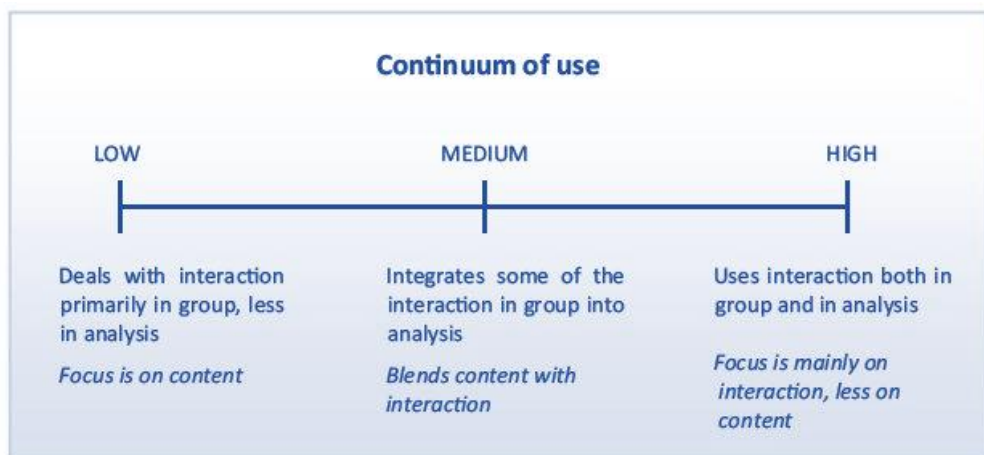 Continuum of use
LOW
MEDIUM
HIGH
Deals with interaction
primarily in group, less
in analysis
Focus is on content
Integrates some of the
interaction in group into
analysis
Blends content with
interaction
Uses interaction both in
group and in analysis
Focus is mainly on
interaction, less on
content